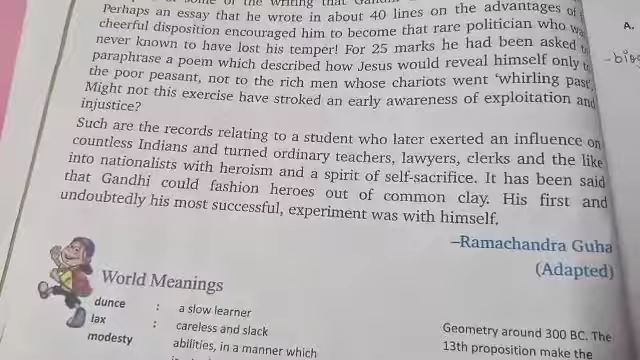 of the writing that
Perhaps an essay that he wrote in about 40 lines on the advantages of
cheerful disposition encouraged him to become that rare politician who
never known to have lost his temper! For 25 marks he had been asked
paraphrase a poem which described how Jesus would reveal himself only
the poor peasant, not to the rich men whose chariots went 'whirling past'.
Might not this exercise have stroked an early awareness of exploitation and
injustice?
Such are the records relating to a student who later exerted an influence on
countless Indians and turned ordinary teachers, lawyers, clerks and the like
into nationalists with heroism and a spirit of self-sacrifice. It has been said
that Gandhi could fashion heroes out of common clay. His first and
undoubtedly his most successful, experiment was with himself.
–Ramachandra Guha
(Adapted)
World Meanings
dunce : a slow learner
lax : careless and slack
modesty abilities, in a manner which
A.
Geometry around 300 BC. The
13th proposition make the